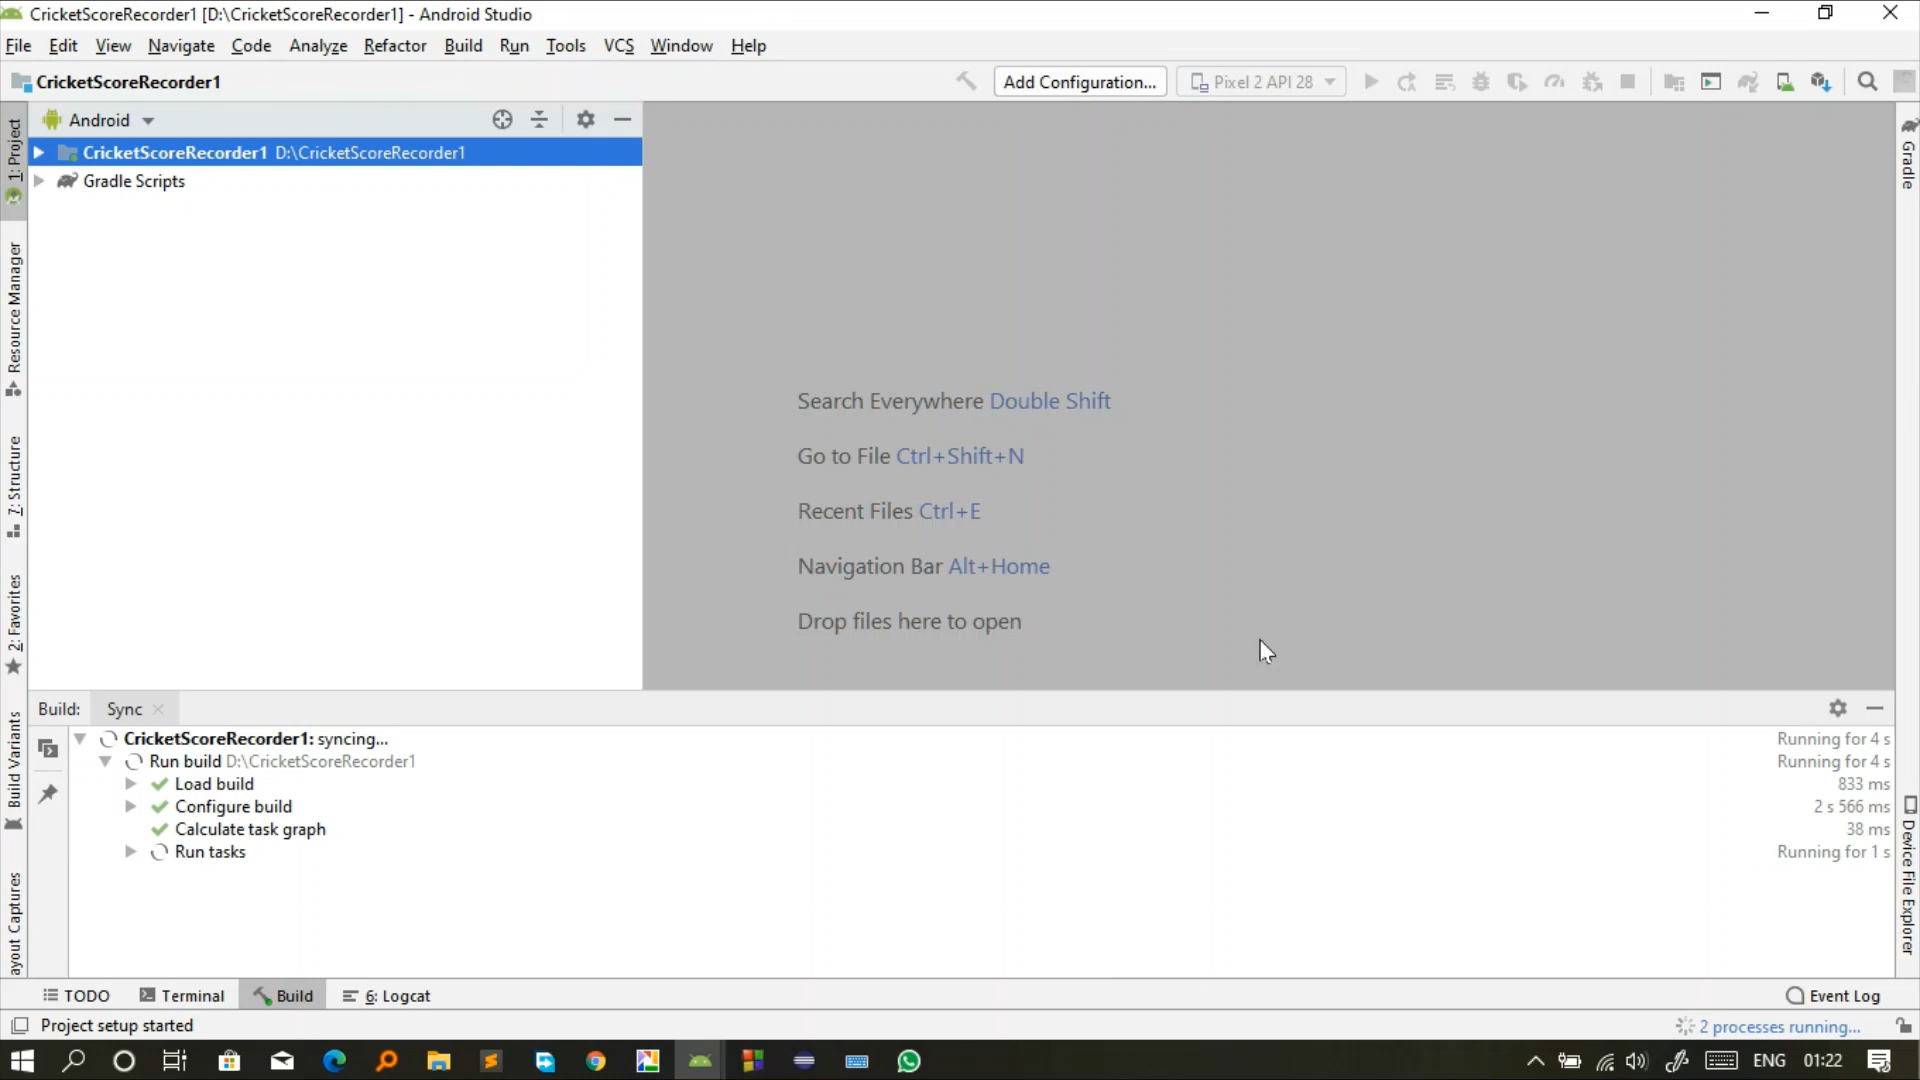 CricketScoreRecorder1 [D:\CricketScoreRecorder1] - Android Studio
File Edit View Navigate Code Analyze Refactor Build Run Tools VCS Window Help
CricketScoreRecorder1
Add Configuration...
Pixel 2 API 28
1: Project
Android
CricketScoreRecorder1 D:\CricketScoreRecorder1
Gradle Scripts
Gradle
Resource Manager
Search Everywhere Double Shift
Go to File Ctrl+Shift+N
Recent Files Ctrl+E
Navigation Bar Alt+Home
Drop files here to open
7: Structure
2: Favorites
Build: Sync
CricketScoreRecorder1: syncing... Running for 4 s
Run build D:\CricketScoreRecorder1 Running for 4 s
Load build 833 ms
Configure build 2 s 566 ms
Calculate task graph 38 ms
Run tasks Running for 1 s
Build Variants
ayout Captures
Device File Explorer
TODO Terminal Build 6: Logcat Event Log
Project setup started 2 processes running...
ENG 01:22